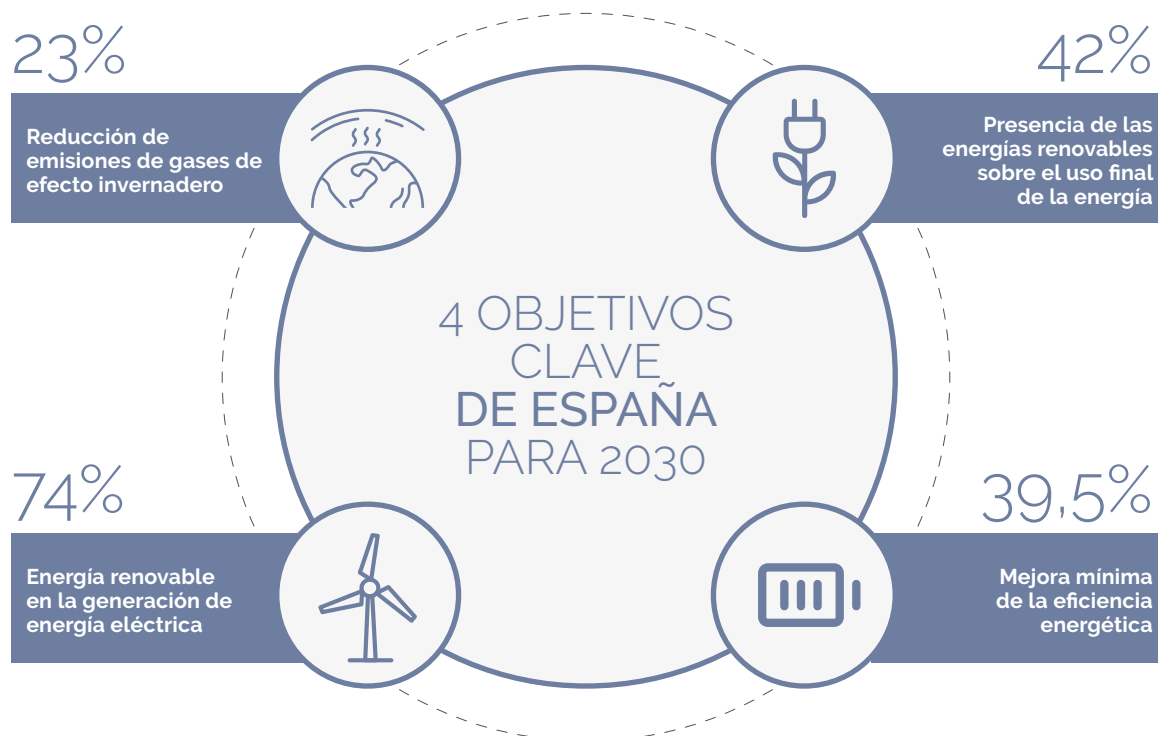 23%
Reducción de
emisiones de gases de
efecto invernadero
42%
Presencia de las
energías renovables
sobre el uso final
de la energía
4 OBJETIVOS
CLAVE
DE ESPAÑA
PARA 2030
74%
Energía renovable
en la generación de
energía eléctrica
39,5%
Mejora mínima
de la eficiencia
energética